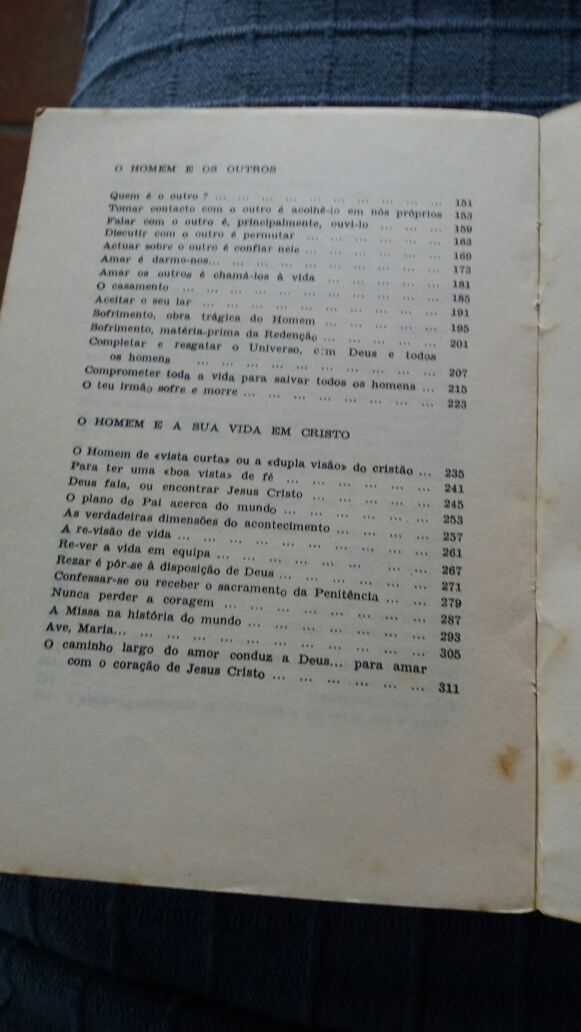 O HOMEM E OS OUTROS
Quem é o outro ? ... ... ... ... ... ... ... ... ... 151
Tomar contacto com o outro é acolhê-lo em nós próprios 153
Falar com o outro é, principalmente, ouvi-lo ... ... ... 159
Discutir com o outro é permutar ... ... ... ... ... ... 163
Actuar sobre o outro é confiar nele ... ... ... ... ... 169
Amar é darmo-nos... ... ... ... ... ... ... ... ... 173
Amar os outros é chamá-los à vida ... ... ... ... ... 181
O casamento ... ... ... ... ... ... ... ... ... ... 185
Aceitar o seu lar ... ... ... ... ... ... ... ... ... 191
Sofrimento, obra trágica do Homem ... ... ... ... ... 195
Sofrimento, matéria-prima da Redenção ... ... ... ... 201
Completar e resgatar o Universo, c:m Deus e todos
os homens ... ... ... ... ... ... ... ... ... 207
Comprometer toda a vida para salvar todos os homens ... 215
O teu irmão sofre e morre ... ... ... ... ... ... ... 223
O HOMEM E A SUA VIDA EM CRISTO
O Homem de «vista curta» ou a «dupla visão» do cristão ... 235
Para ter uma «boa vista» de fé ... ... ... ... ... ... 241
Deus fala, ou encontrar Jesus Cristo ... ... ... ... ... 245
O plano do Pai acerca do mundo ... ... ... ... ... ... 253
As verdadeiras dimensões do acontecimento ... ... ... ... 257
A re-visão de vida ... ... ... ... ... ... ... ... ... 261
Re-ver a vida em equipa ... ... ... ... ... ... ... 267
Rezar é pôr-se à disposição de Deus ... ... ... ... ... 271
Confessar-se ou receber o sacramento da Penitência ... ... 279
Nunca perder a coragem ... ... ... ... ... ... ... 287
A Missa na história do mundo ... ... ... ... ... ... 293
Ave, Maria... ... ... ... ... ... ... ... ... ... ... 305
O caminho largo do amor conduz a Deus... para amar
com o coração de Jesus Cristo ... ... ... ... ... ... 311